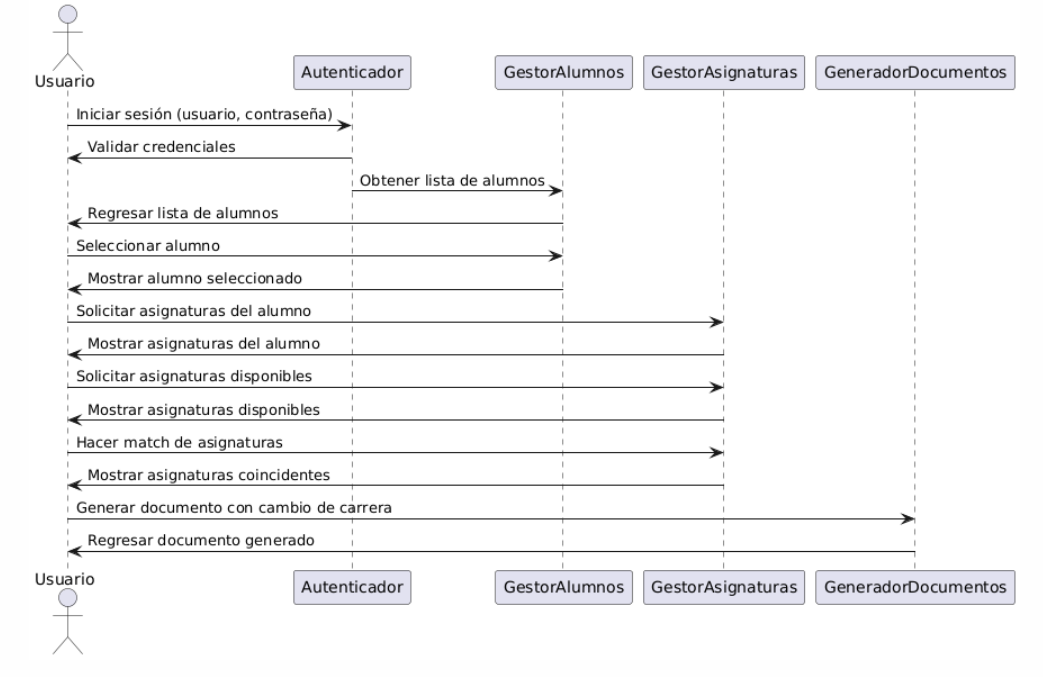 Usuario
Autenticador
GestorAlumnos
GestorAsignaturas
GeneradorDocumentos
Iniciar sesión (usuario, contraseña)
Validar credenciales
Obtener lista de alumnos
Regresar lista de alumnos
Seleccionar alumno
Mostrar alumno seleccionado
Solicitar asignaturas del alumno
Mostrar asignaturas del alumno
Solicitar asignaturas disponibles
Mostrar asignaturas disponibles
Hacer match de asignaturas
Mostrar asignaturas coincidentes
Generar documento con cambio de carrera
Regresar documento generado
Usuario
Autenticador
GestorAlumnos
GestorAsignaturas
GeneradorDocumentos